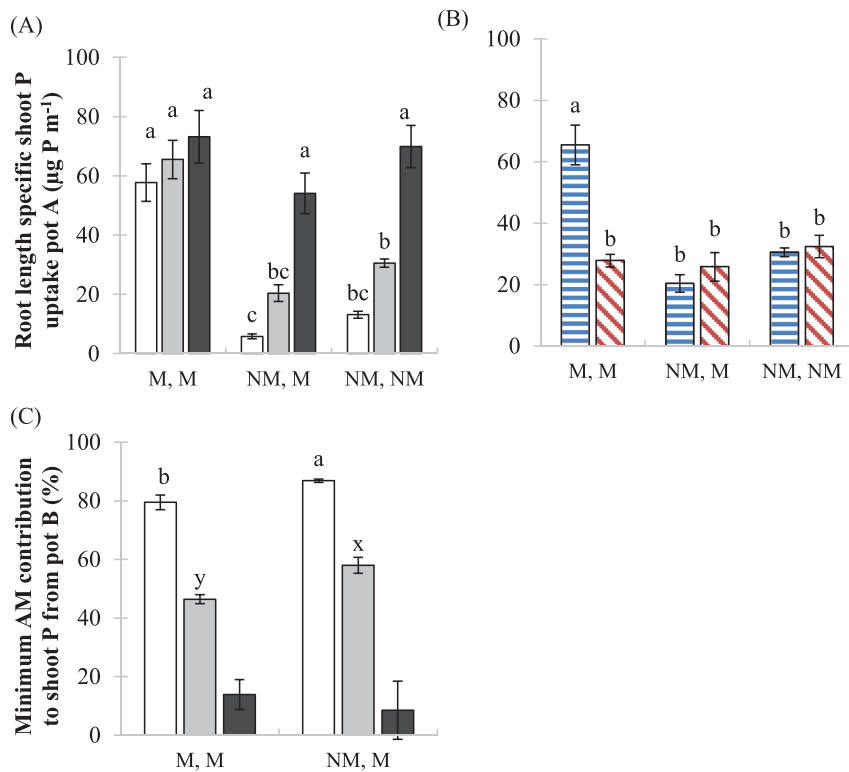 (A)
Root length specific shoot P
uptake pot A (µg P m⁻¹)
100
80
60
40
20
0
a
a
a
c
bc
a
bc
b
a
M, M
NM, M
NM, NM
(B)
100
80
60
40
20
0
a
b
b
b
b
b
M, M
NM, M
NM, NM
(C)
Minimum AM contribution
to shoot P from pot B (%)
100
80
60
40
20
0
b
y
a
x
M, M
NM, M